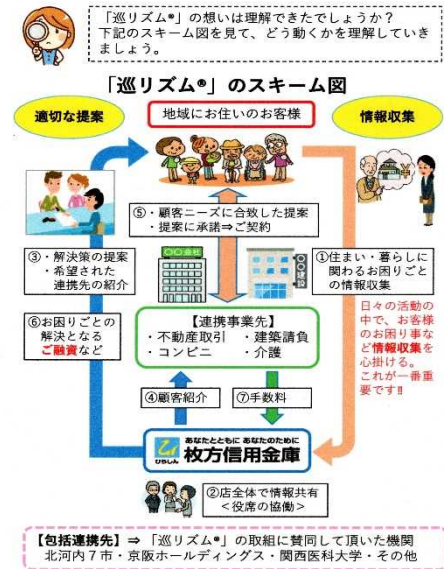 「巡リズム®」の想いは理解できたでしょうか？
下記のスキーム図を見て、どう動くかを理解していき
ましょう。
「巡リズム®」のスキーム図
適切な提案
地域にお住いのお客様
情報収集
⑤・顧客ニーズに合致した提案
・提案に承諾⇒ご契約
③・解決策の提案
・希望された
連携先の紹介
〇〇会社
〇〇建設
①住まい・暮らしに
関わるお困りごと
の情報収集
⑥お困りごとの
解決となる
ご融資など
【連携事業先】
・不動産取引 ・建築請負
・コンビニ ・介護
日々の活動の
中で、お客様
のお困り事な
ど情報収集を
心掛ける。
これが一番重
要です‼
④顧客紹介
⑦手数料
ひらしん
あなたとともに あなたのために
枚方信用金庫
②店全体で情報共有
＜役席の協働＞
【包括連携先】⇒「巡リズム®」の取組に賛同して頂いた機関
北河内７市・京阪ホールディングス・関西医科大学・その他